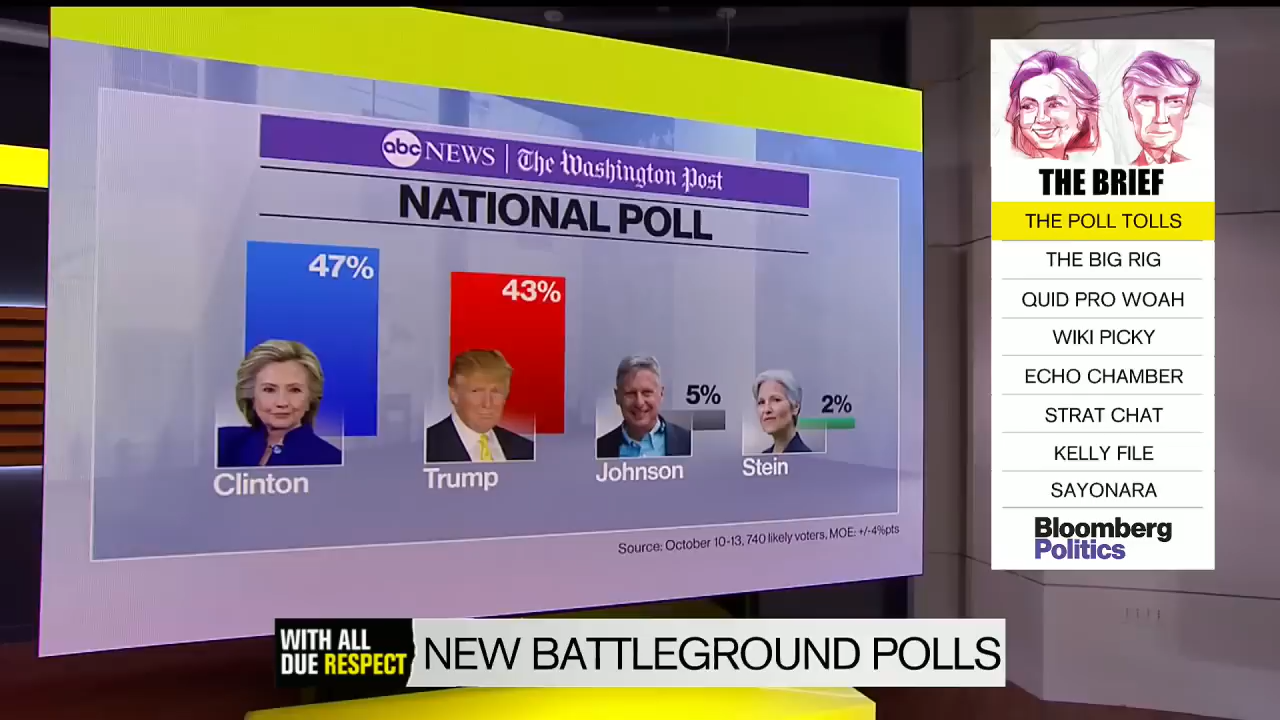 abc NEWS | The Washington Post
NATIONAL POLL
47%
43%
5%
2%
Clinton
Trump
Johnson
Stein
Source: October 10-13, 740 likely voters, MOE: +/-4%pts
THE BRIEF
THE POLL TOLLS
THE BIG RIG
QUID PRO WOAH
WIKI PICKY
ECHO CHAMBER
STRAT CHAT
KELLY FILE
SAYONARA
Bloomberg
Politics
WITH ALL
DUE RESPECT
NEW BATTLEGROUND POLLS